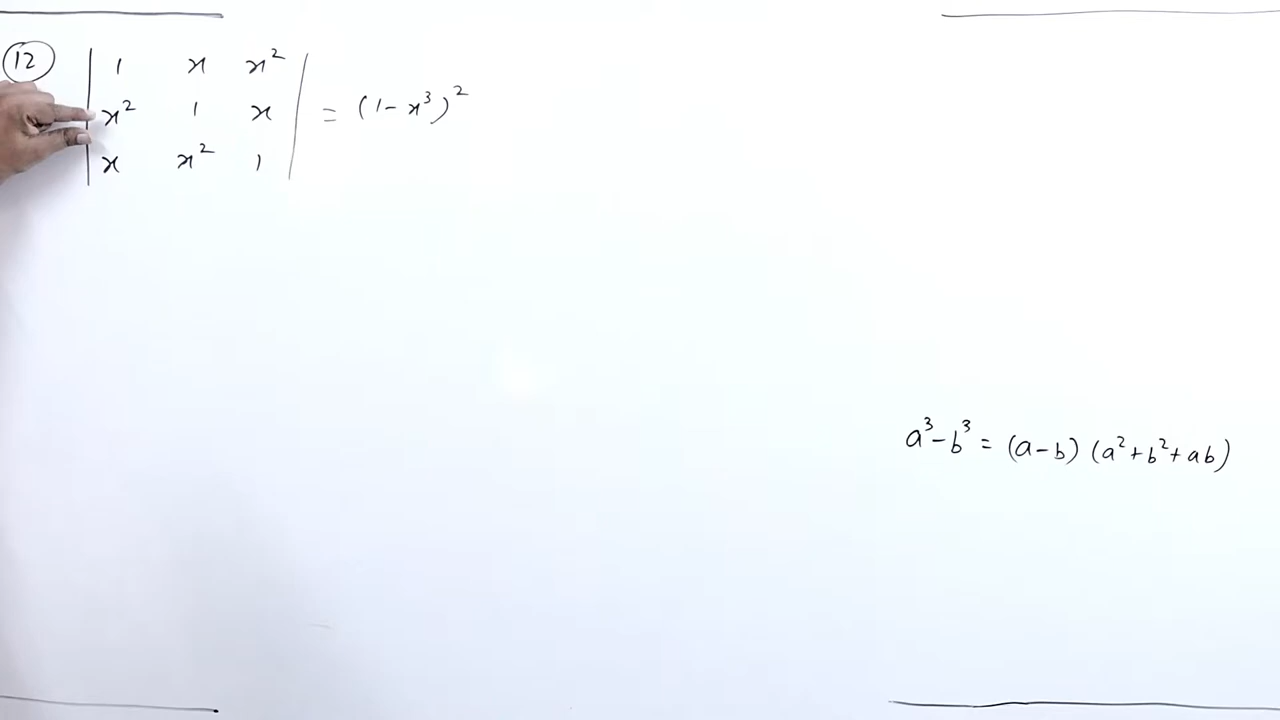 12 | 1 x x² |
| x² 1 x | = (1 - x³)²
| x x² 1 |
a³ - b³ = (a - b) (a² + b² + ab)